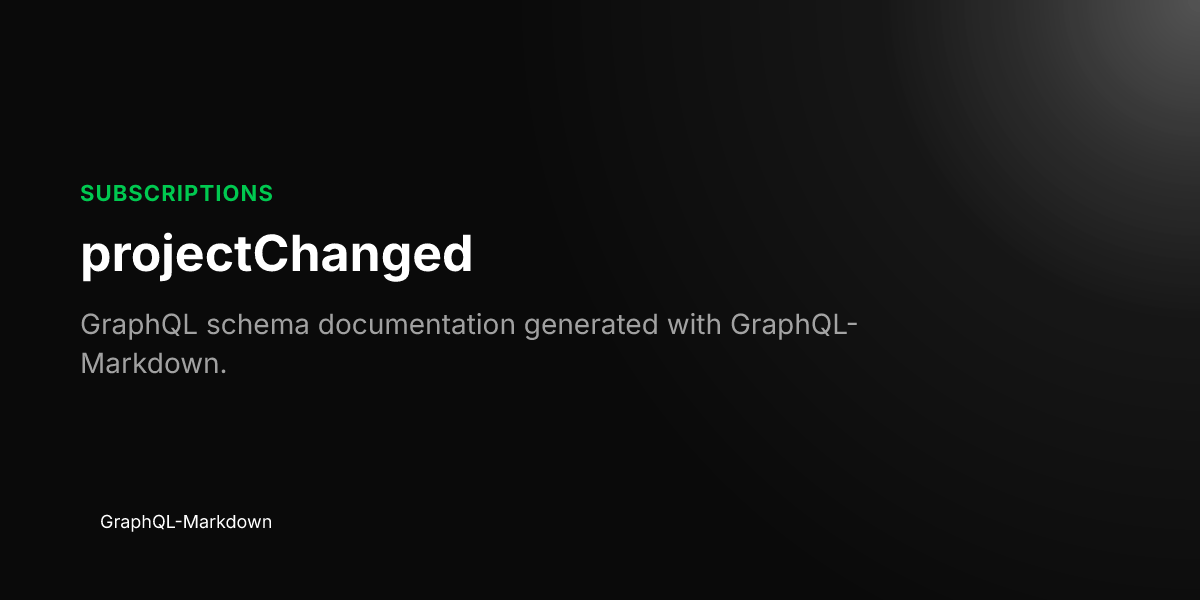 SUBSCRIPTIONS
projectChanged
GraphQL schema documentation generated with GraphQL-
Markdown.
GraphQL-Markdown